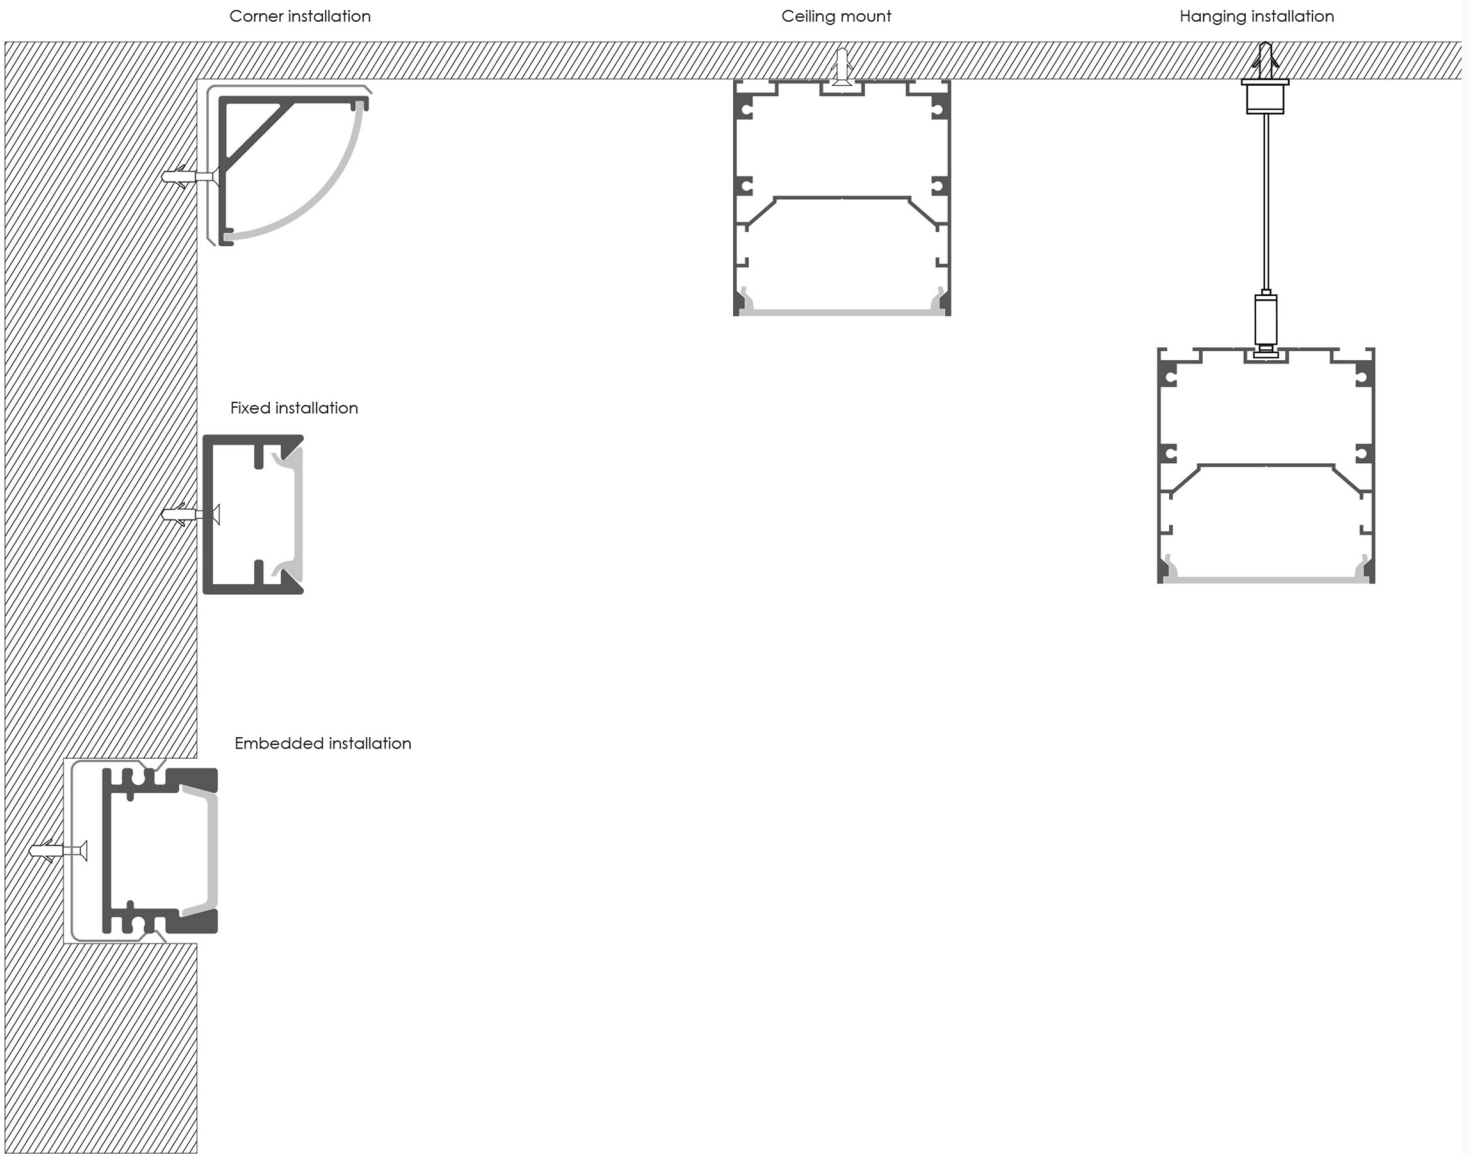 Corner installation
Ceiling mount
Hanging installation
Fixed installation
Embedded installation